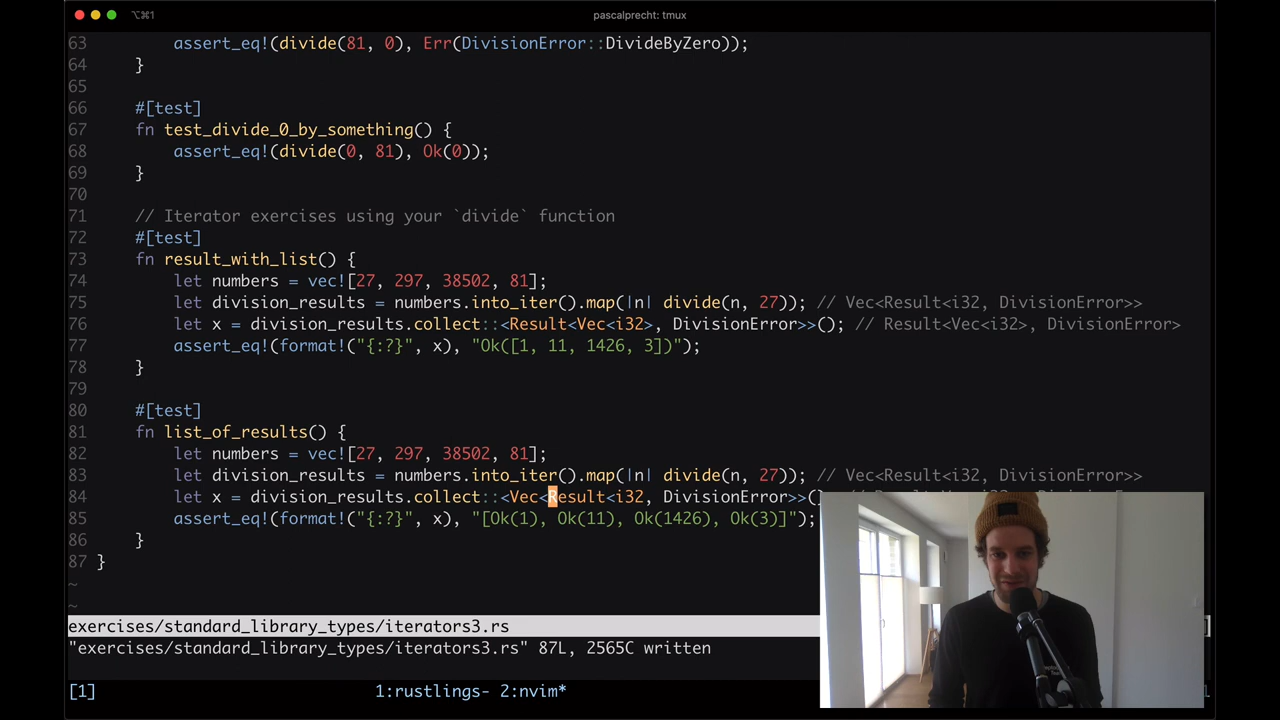 ⌥⌘1 pascalprecht: tmux
63 assert_eq!(divide(81, 0), Err(DivisionError::DivideByZero));
64 }
65
66 #[test]
67 fn test_divide_0_by_something() {
68 assert_eq!(divide(0, 81), Ok(0));
69 }
70
71 // Iterator exercises using your `divide` function
72 #[test]
73 fn result_with_list() {
74 let numbers = vec![27, 297, 38502, 81];
75 let division_results = numbers.into_iter().map(|n| divide(n, 27)); // Vec<Result<i32, DivisionError>>
76 let x = division_results.collect::<Result<Vec<i32>, DivisionError>>(); // Result<Vec<i32>, DivisionError>
77 assert_eq!(format!("{:?}", x), "Ok([1, 11, 1426, 3])");
78 }
79
80 #[test]
81 fn list_of_results() {
82 let numbers = vec![27, 297, 38502, 81];
83 let division_results = numbers.into_iter().map(|n| divide(n, 27)); // Vec<Result<i32, DivisionError>>
84 let x = division_results.collect::<Vec<Result<i32, DivisionError>>()
85 assert_eq!(format!("{:?}", x), "[Ok(1), Ok(11), Ok(1426), Ok(3)]");
86 }
87 }
~
~
exercises/standard_library_types/iterators3.rs
"exercises/standard_library_types/iterators3.rs" 87L, 2565C written
[1] 1:rustlings- 2:nvim*